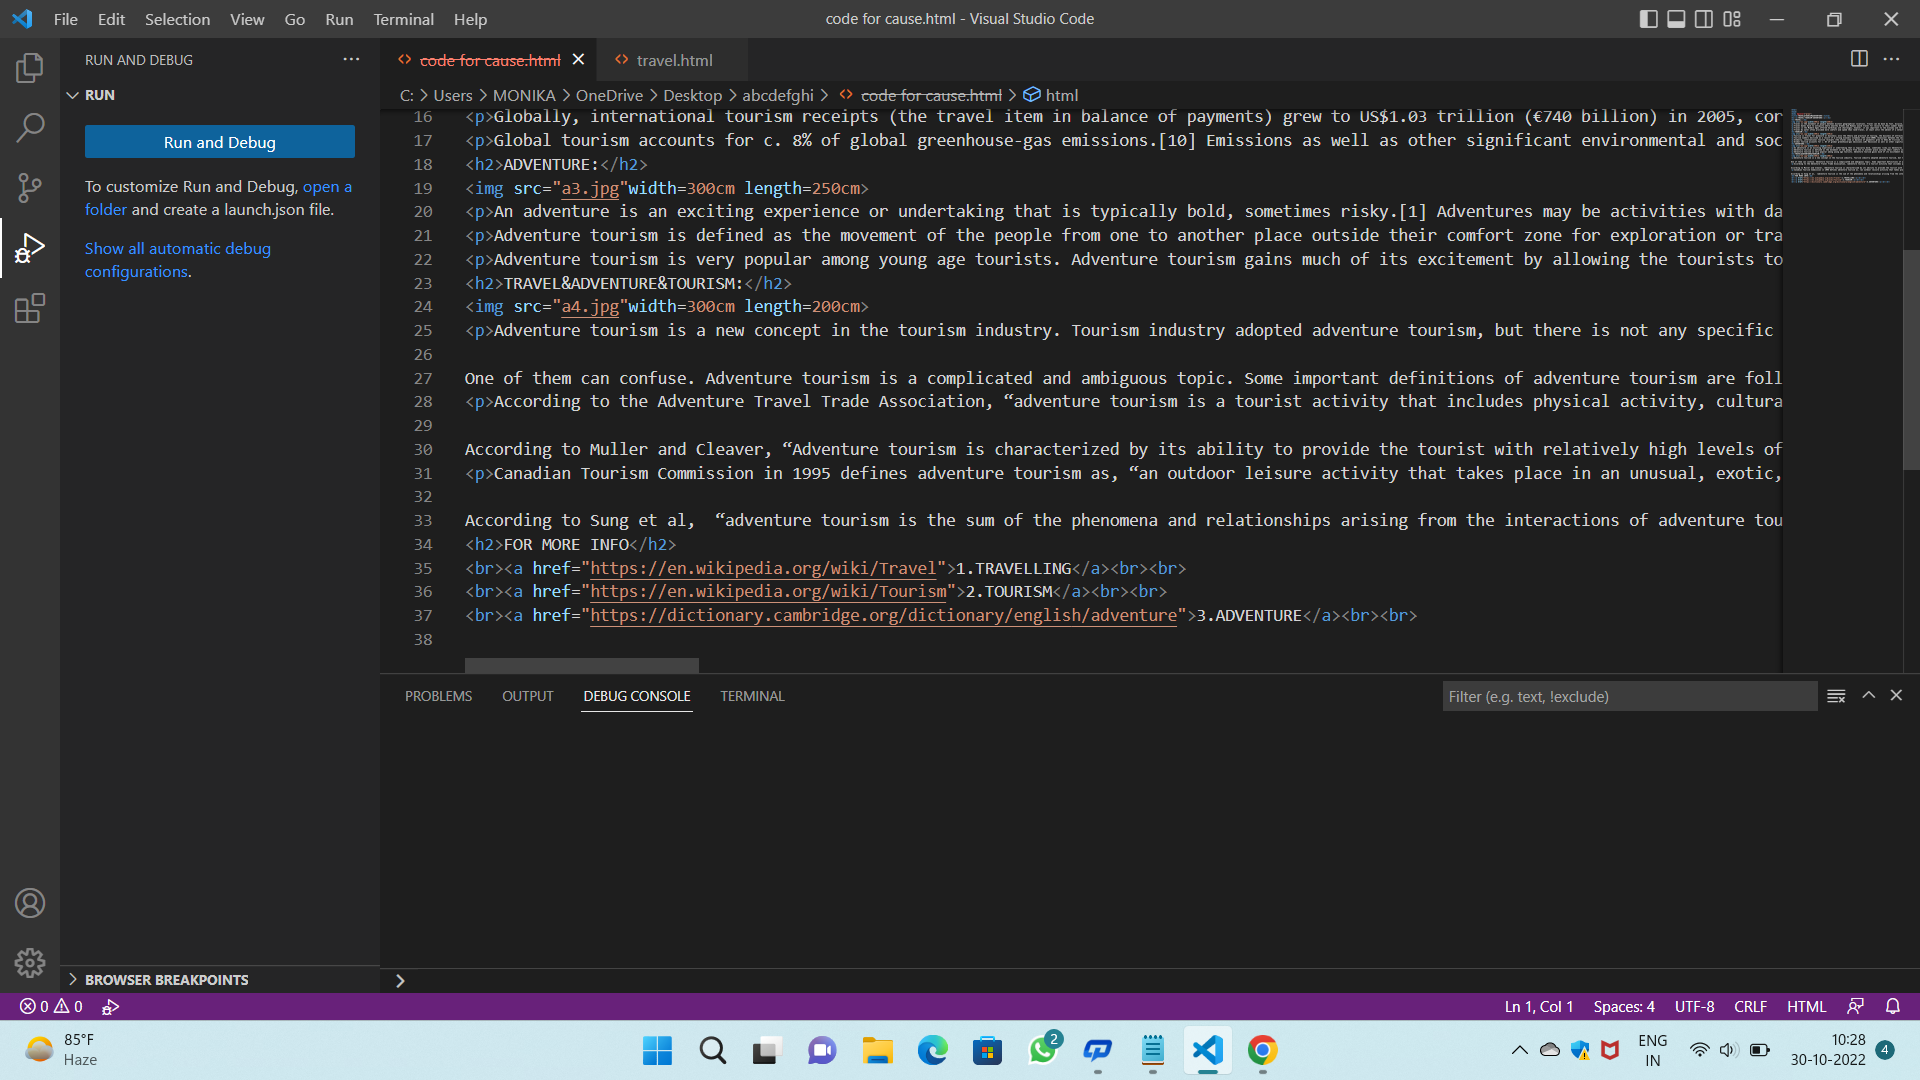 File Edit Selection View Go Run Terminal Help
code for cause.html - Visual Studio Code
RUN AND DEBUG
RUN
Run and Debug
To customize Run and Debug, open a
folder and create a launch.json file.
Show all automatic debug
configurations.
BROWSER BREAKPOINTS
code for cause.html
travel.html
C: > Users > MONIKA > OneDrive > Desktop > abcdefghi > code for cause.html > html
16 <p>Globally, international tourism receipts (the travel item in balance of payments) grew to US$1.03 trillion (€740 billion) in 2005, cor
17 <p>Global tourism accounts for c. 8% of global greenhouse-gas emissions.[10] Emissions as well as other significant environmental and soc
18 <h2>ADVENTURE:</h2>
19 <img src="a3.jpg"width=300cm length=250cm>
20 <p>An adventure is an exciting experience or undertaking that is typically bold, sometimes risky.[1] Adventures may be activities with da
21 <p>Adventure tourism is defined as the movement of the people from one to another place outside their comfort zone for exploration or tra
22 <p>Adventure tourism is very popular among young age tourists. Adventure tourism gains much of its excitement by allowing the tourists to
23 <h2>TRAVEL&ADVENTURE&TOURISM:</h2>
24 <img src="a4.jpg"width=300cm length=200cm>
25 <p>Adventure tourism is a new concept in the tourism industry. Tourism industry adopted adventure tourism, but there is not any specific
26
27 One of them can confuse. Adventure tourism is a complicated and ambiguous topic. Some important definitions of adventure tourism are foll
28 <p>According to the Adventure Travel Trade Association, “adventure tourism is a tourist activity that includes physical activity, cultura
29
30 According to Muller and Cleaver, “Adventure tourism is characterized by its ability to provide the tourist with relatively high levels of
31 <p>Canadian Tourism Commission in 1995 defines adventure tourism as, “an outdoor leisure activity that takes place in an unusual, exotic,
32
33 According to Sung et al,  “adventure tourism is the sum of the phenomena and relationships arising from the interactions of adventure tou
34 <h2>FOR MORE INFO</h2>
35 <br><a href="https://en.wikipedia.org/wiki/Travel">1.TRAVELLING</a><br><br>
36 <br><a href="https://en.wikipedia.org/wiki/Tourism">2.TOURISM</a><br><br>
37 <br><a href="https://dictionary.cambridge.org/dictionary/english/adventure">3.ADVENTURE</a><br><br>
38
PROBLEMS OUTPUT DEBUG CONSOLE TERMINAL
Filter (e.g. text, !exclude)
0 0
Ln 1, Col 1 Spaces: 4 UTF-8 CRLF HTML
85°F
Haze
2
ENG
IN
10:28
30-10-2022
4